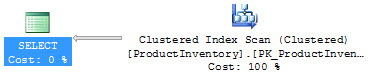 Clustered Index Scan (Clustered)
[ProductInventory].[PK_ProductInven…
Cost: 100 %
SELECT
Cost: 0 %